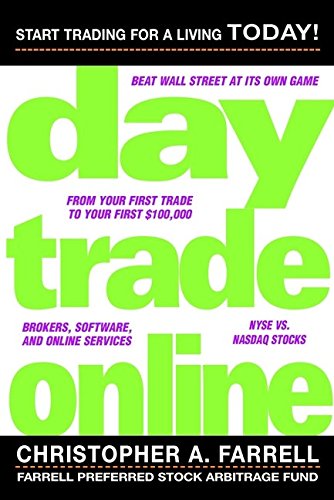 START TRADING FOR A LIVING TODAY!
BEAT WALL STREET AT ITS OWN GAME
day
FROM YOUR FIRST TRADE
TO YOUR FIRST $100,000
trade
BROKERS, SOFTWARE,
AND ONLINE SERVICES
NYSE VS.
NASDAQ STOCKS
online
CHRISTOPHER A. FARRELL
FARRELL PREFERRED STOCK ARBITRAGE FUND